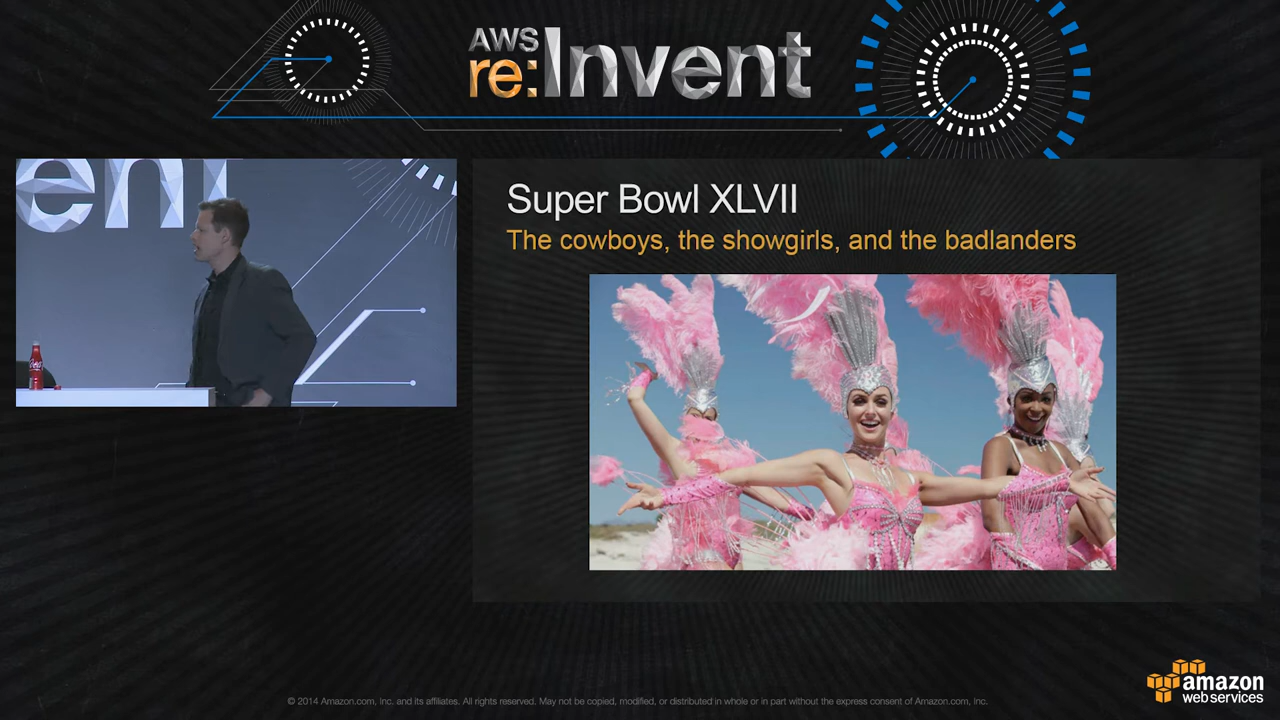 AWS
re:Invent
ent
Super Bowl XLVII
The cowboys, the showgirls, and the badlanders
© 2014 Amazon.com, Inc. and its affiliates. All rights reserved. May not be copied, modified, or distributed in whole or in part without the express consent of Amazon.com, Inc.
amazon
web services